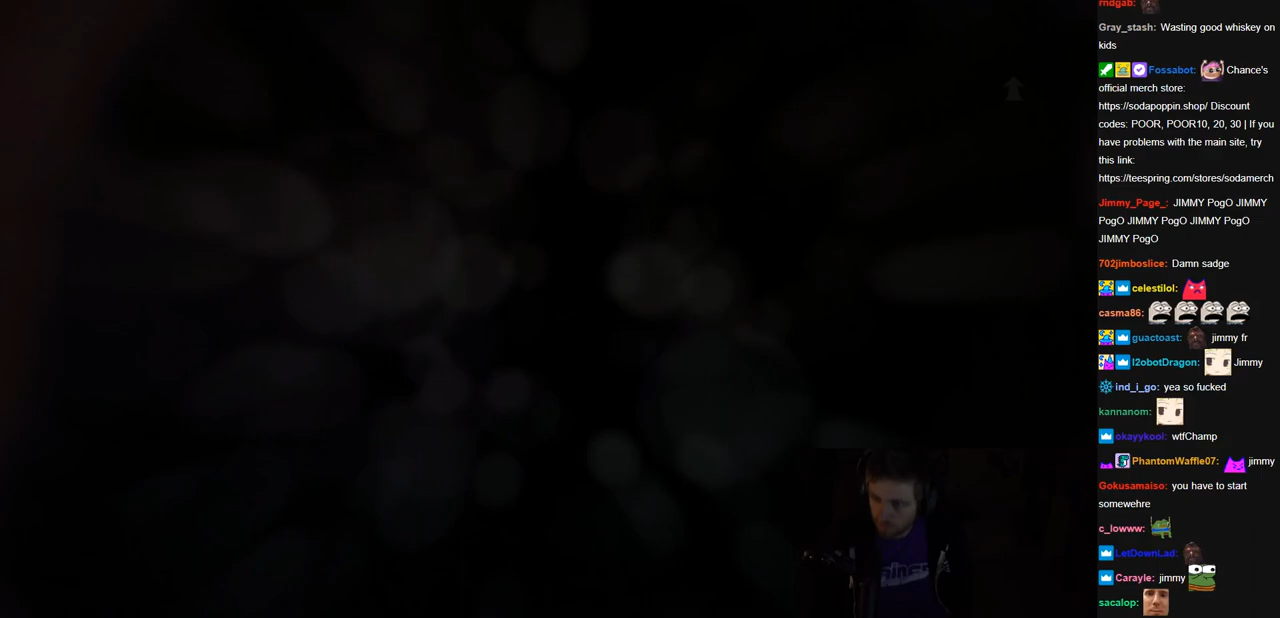 rndgab:
Gray_stash: Wasting good whiskey on
kids
Fossabot: Chance's
official merch store:
https://sodapoppin.shop/ Discount
codes: POOR, POOR10, 20, 30 | If you
have problems with the main site, try
this link:
https://teespring.com/stores/sodamerch
Jimmy_Page_: JIMMY PogO JIMMY
PogO JIMMY PogO JIMMY PogO
JIMMY PogO
702jimboslice: Damn sadge
celestilol:
casma86:
guactoast: jimmy fr
I2obotDragon: Jimmy
ind_i_go: yea so fucked
kannanom:
okayykool: wtfChamp
PhantomWaffle07: jimmy
Gokusamaiso: you have to start
somewehre
c_lowww:
LetDownLad:
Carayle: jimmy
sacalop: